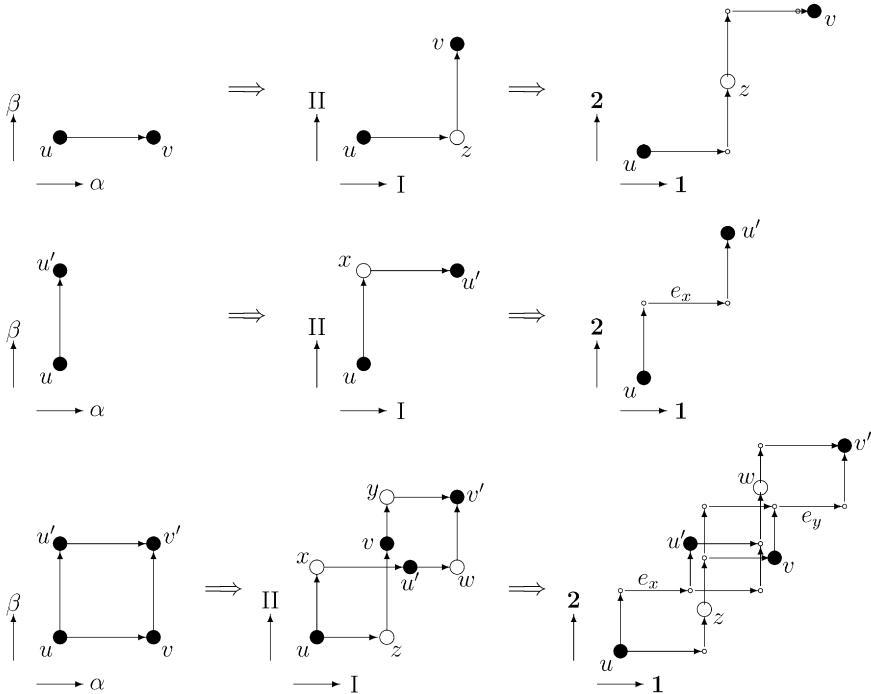 v
v
β II 2 z
u v u z u
α I 1
u′ x u′
β II u′ 2 e_x
u u u
α I 1
v′
y v′ w
u′ v′ x v u′ e_y
u′ w v
β II 2 e_x
u v u z z
u
α I 1